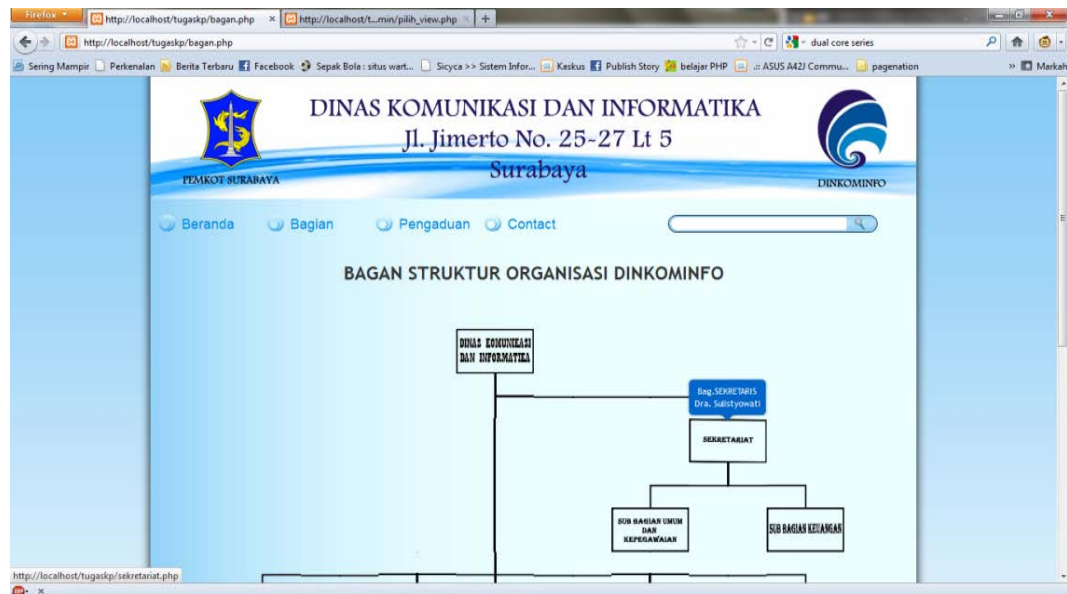 Firefox
http://localhost/tugaskp/bagan.php
http://localhost/t...min/pilih_view.php
http://localhost/tugaskp/bagan.php
dual core series
Sering Mampir
Perkenalan
Berita Terbaru
Facebook
Sepak Bola : situs wart...
Sicyca >> Sistem Infor...
Kaskus
Publish Story
belajar PHP
.:: ASUS A42J Commu...
pagenation
»
Markah
DINAS KOMUNIKASI DAN INFORMATIKA
Jl. Jimerto No. 25-27 Lt 5
Surabaya
PEMKOT SURABAYA
DINKOMINFO
Beranda
Bagian
Pengaduan
Contact
BAGAN STRUKTUR ORGANISASI DINKOMINFO
DINAS KOMUNIKASI
DAN INFORMATIKA
Bag.SEKRETARIS
Dra. Sulistyowati
SEKRETARIAT
SUB BAGIAN UMUM
DAN
KEPEGAWAIAN
SUB BAGIAN KEUANGAN
http://localhost/tugaskp/sekretariat.php